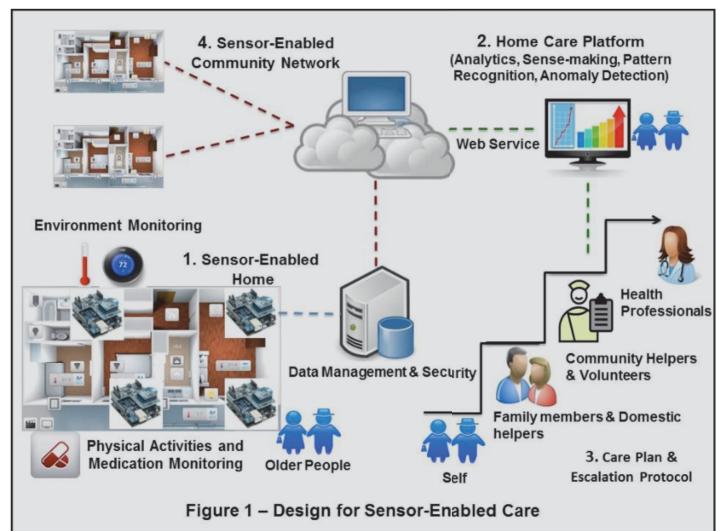 4. Sensor-Enabled
Community Network
2. Home Care Platform
(Analytics, Sense-making, Pattern
Recognition, Anomaly Detection)
Web Service
Environment Monitoring
72
1. Sensor-Enabled
Home
Data Management & Security
Health
Professionals
Community Helpers
& Volunteers
Family members & Domestic
helpers
Self
3. Care Plan &
Escalation Protocol
Physical Activities and
Medication Monitoring
Older People
Figure 1 – Design for Sensor-Enabled Care